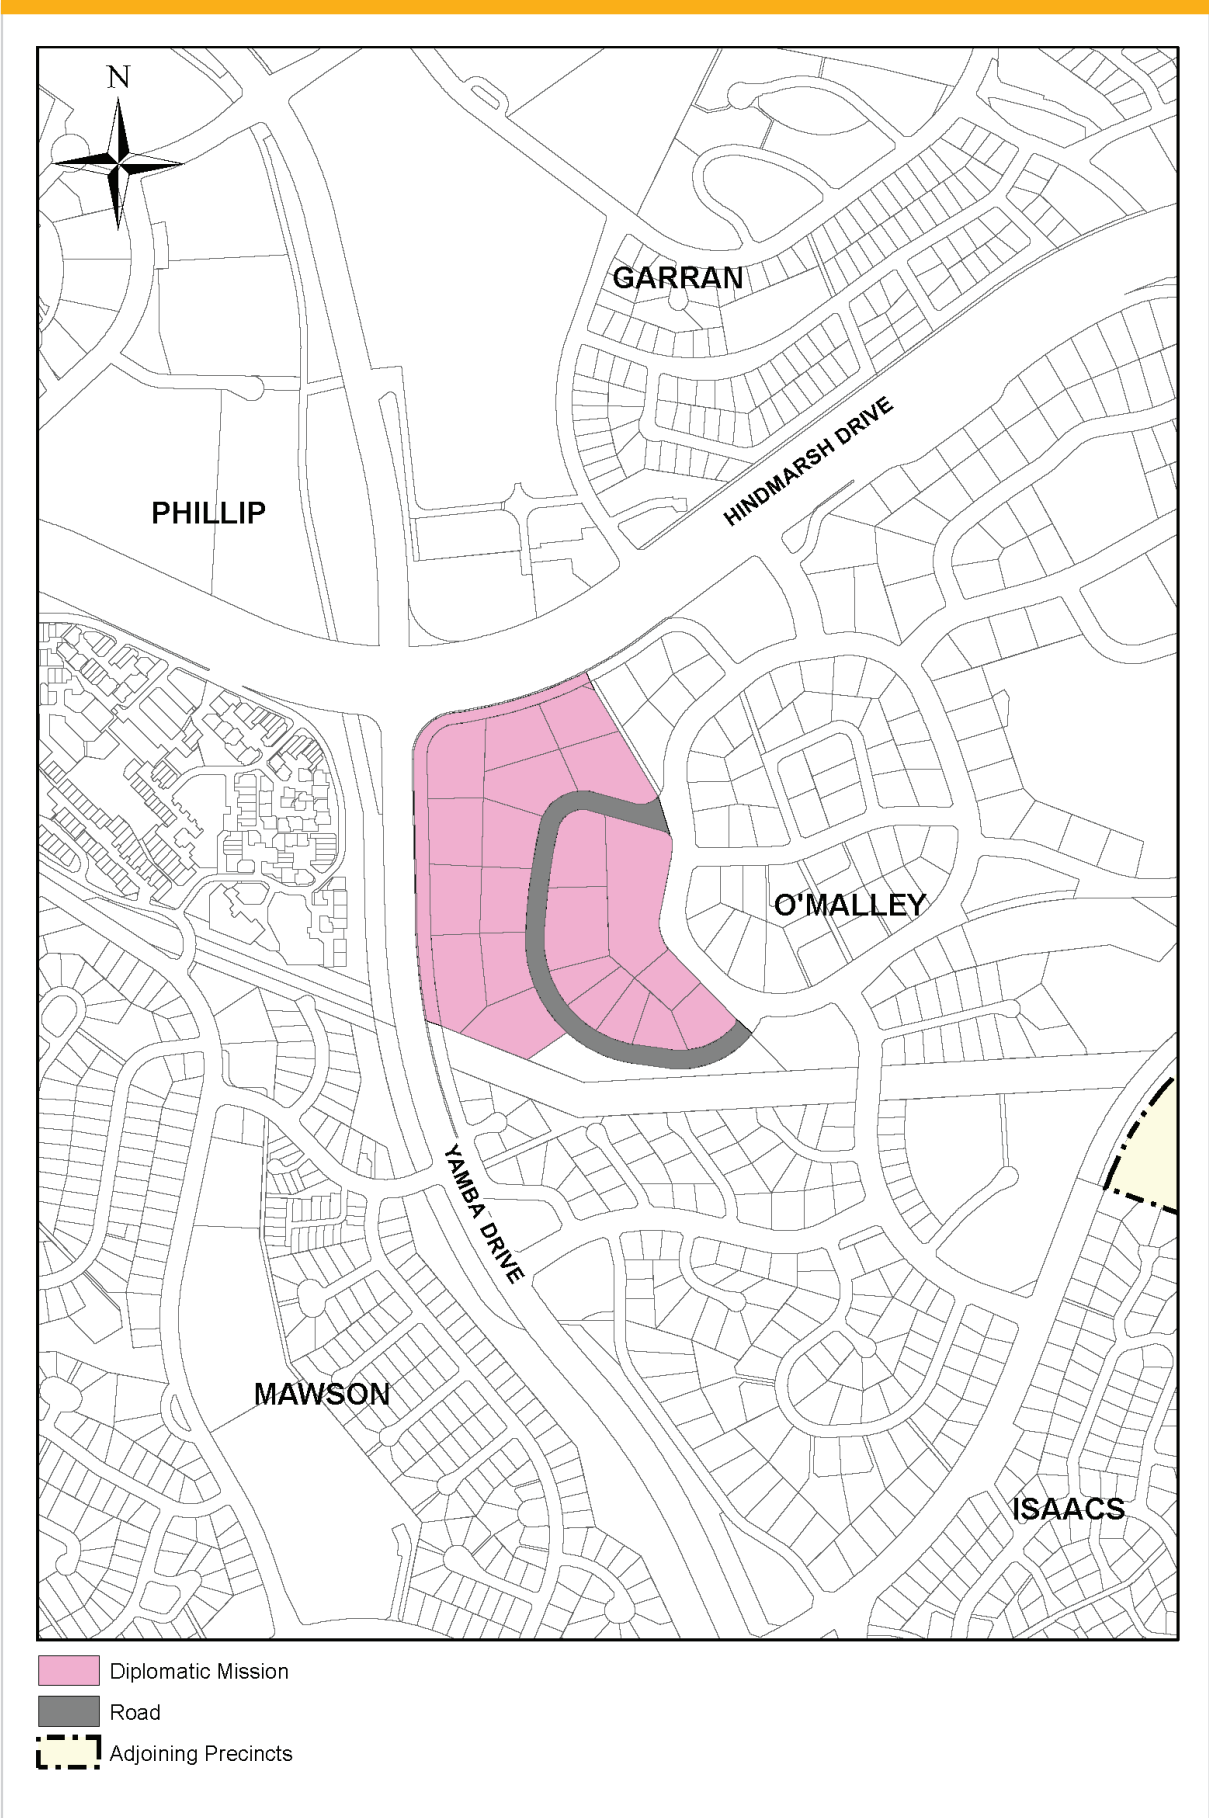 N
GARRAN
HINDMARSH DRIVE
PHILLIP
O'MALLEY
YAMBA DRIVE
MAWSON
ISAACS
Diplomatic Mission
Road
Adjoining Precincts